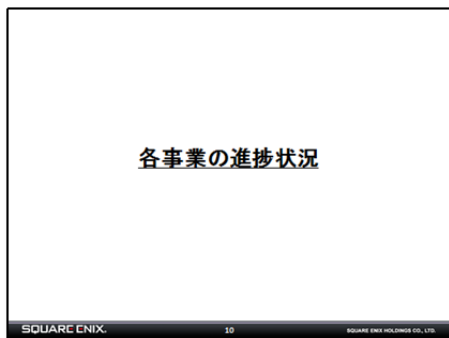 各事業の進捗状況
SQUARE ENIX.
10
SQUARE ENIX HOLDINGS CO., LTD.